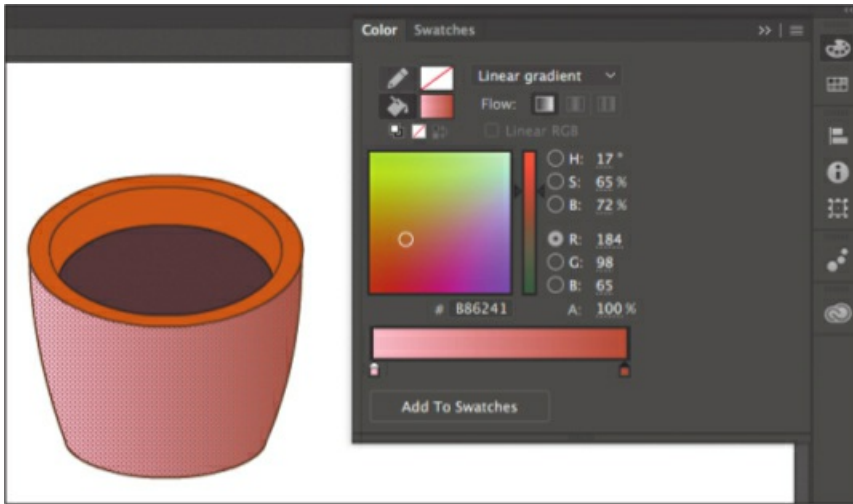 Color Swatches
Linear gradient
Flow:
Linear RGB
H: 17 °
S: 65 %
B: 72 %
R: 184
G: 98
B: 65
# B86241 A: 100 %
Add To Swatches